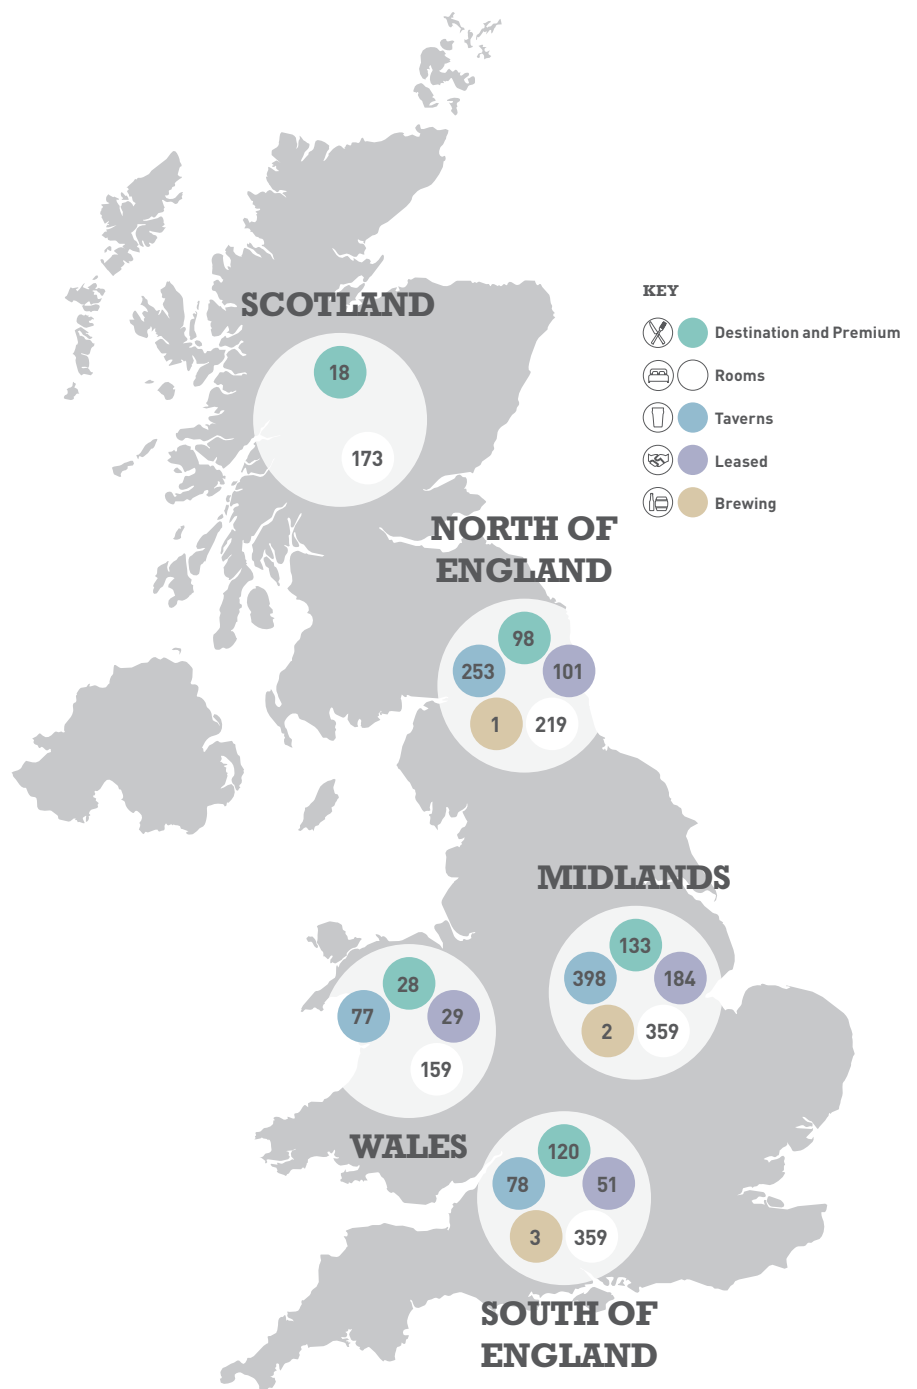 SCOTLAND
18
173
KEY
Destination and Premium
Rooms
Taverns
Leased
Brewing
NORTH OF
ENGLAND
98
253
101
1
219
MIDLANDS
133
398
184
2
359
28
77
29
159
WALES
120
78
51
3
359
SOUTH OF
ENGLAND